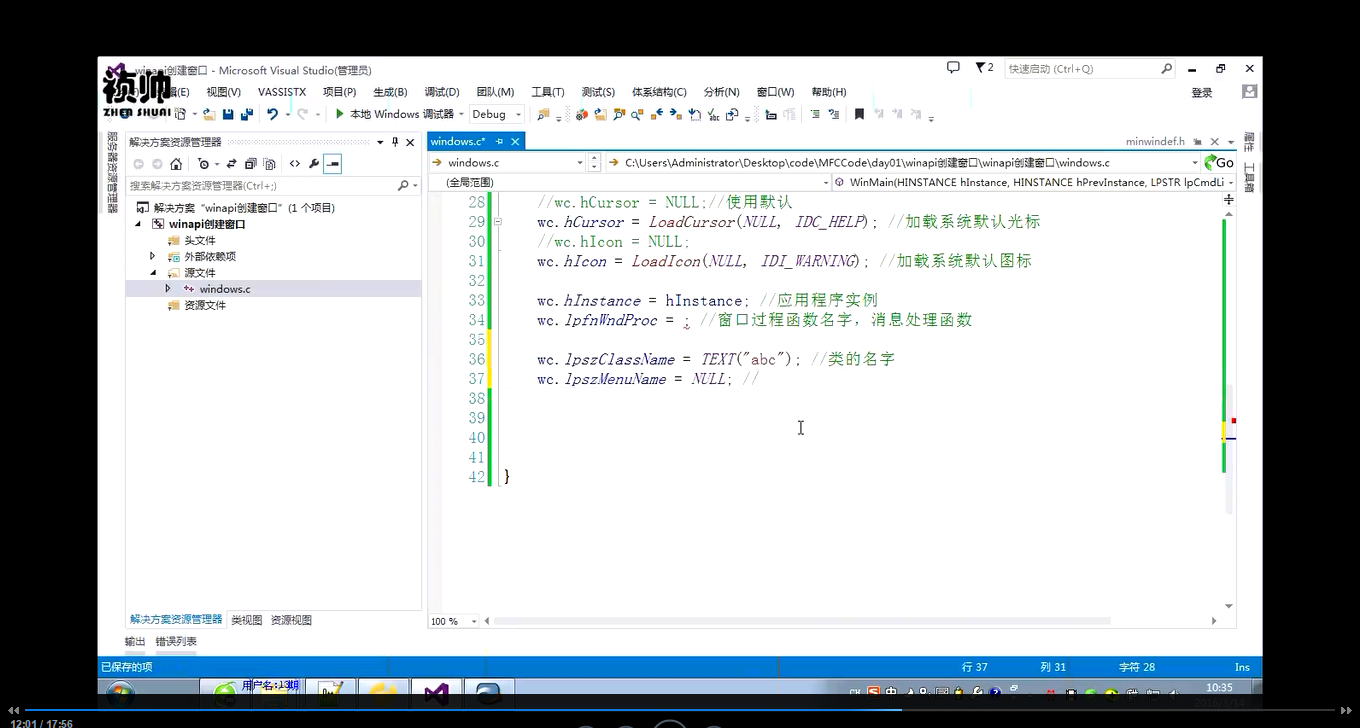 winapi创建窗口 - Microsoft Visual Studio(管理员)
2
快速启动 (Ctrl+Q)
祯帅
ZHEN SHUAI
(E) 视图(V) VASSISTX 项目(P) 生成(B) 调试(D) 团队(M) 工具(T) 测试(S) 体系结构(C) 分析(N) 窗口(W) 帮助(H)
登录
本地 Windows 调试器 Debug
服务器资源管理器
解决方案资源管理器
搜索解决方案资源管理器(Ctrl+;)
解决方案 "winapi创建窗口" (1 个项目)
winapi创建窗口
头文件
外部依赖项
源文件
windows.c
资源文件
windows.c*
minwindef.h
windows.c
C:\Users\Administrator\Desktop\code\MFCCode\day01\winapi创建窗口\winapi创建窗口\windows.c
Go
(全局范围)
WinMain(HINSTANCE hInstance, HINSTANCE hPrevInstance, LPSTR lpCmdLi
属性
工具箱
28 //wc.hCursor = NULL;//使用默认
29 wc.hCursor = LoadCursor(NULL, IDC_HELP); //加载系统默认光标
30 //wc.hIcon = NULL;
31 wc.hIcon = LoadIcon(NULL, IDI_WARNING); //加载系统默认图标
32
33 wc.hInstance = hInstance; //应用程序实例
34 wc.lpfnWndProc = ; //窗口过程函数名字，消息处理函数
35
36 wc.lpszClassName = TEXT("abc"); //类的名字
37 wc.lpszMenuName = NULL; //
38
39
40
41
42 }
100 %
解决方案资源管理器 类视图 资源视图
输出 错误列表
已保存的项
行 37 列 31 字符 28 Ins
用户名:13期
CH
10:35
12:01 / 17:56